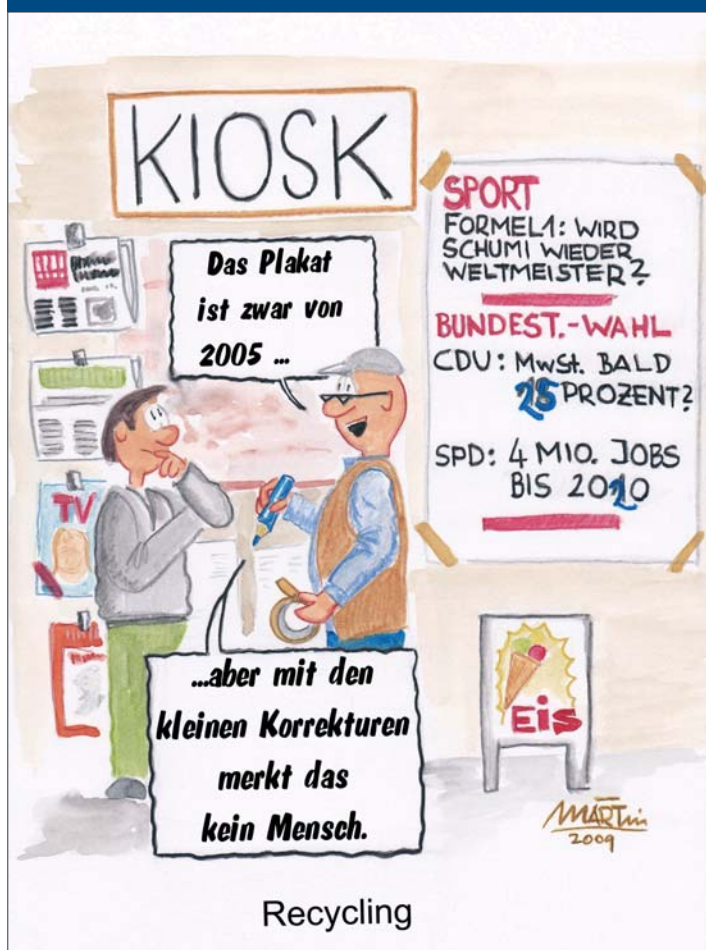 KIOSK
Das Plakat
ist zwar von
2005 ...
SPORT
FORMEL1: WIRD
SCHUMI WIEDER
WELTMEISTER?
BUNDEST.-WAHL
CDU: MwSt. BALD
25 PROZENT?
SPD: 4 MIO. JOBS
BIS 2020
TV
...aber mit den
kleinen Korrekturen
merkt das
kein Mensch.
Eis
MARTin
2009
Recycling